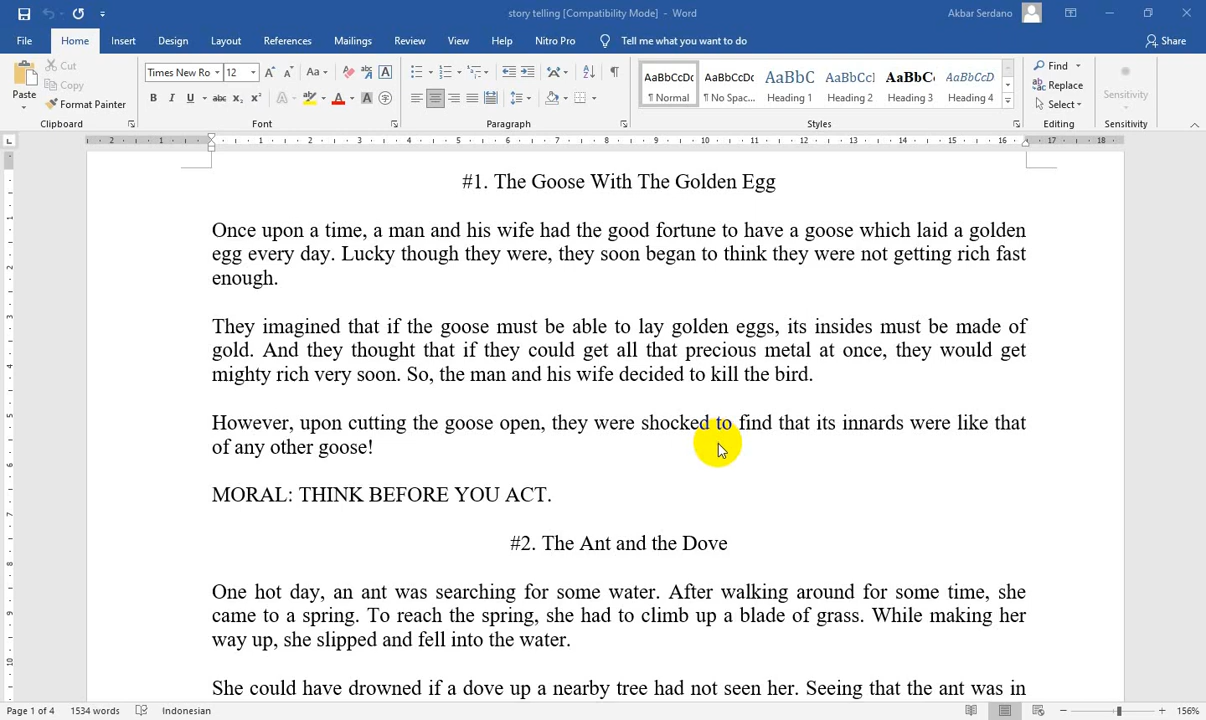 story telling [Compatibility Mode] - Word
Akbar Serdano
File Home Insert Design Layout References Mailings Review View Help Nitro Pro Tell me what you want to do Share
Paste
Cut
Copy
Format Painter
Clipboard
Times New Ro 12
Font
Paragraph
AaBbCcDc AaBbCcDc AaBbC AaBbCcl AaBbCc AaBbCcD
¶ Normal ¶ No Spac... Heading 1 Heading 2 Heading 3 Heading 4
Styles
Find
Replace
Select
Editing
Sensitivity
Sensitivity
#1. The Goose With The Golden Egg
Once upon a time, a man and his wife had the good fortune to have a goose which laid a golden
egg every day. Lucky though they were, they soon began to think they were not getting rich fast
enough.
They imagined that if the goose must be able to lay golden eggs, its insides must be made of
gold. And they thought that if they could get all that precious metal at once, they would get
mighty rich very soon. So, the man and his wife decided to kill the bird.
However, upon cutting the goose open, they were shocked to find that its innards were like that
of any other goose!
MORAL: THINK BEFORE YOU ACT.
#2. The Ant and the Dove
One hot day, an ant was searching for some water. After walking around for some time, she
came to a spring. To reach the spring, she had to climb up a blade of grass. While making her
way up, she slipped and fell into the water.
She could have drowned if a dove up a nearby tree had not seen her. Seeing that the ant was in
Page 1 of 4 1534 words Indonesian 156%